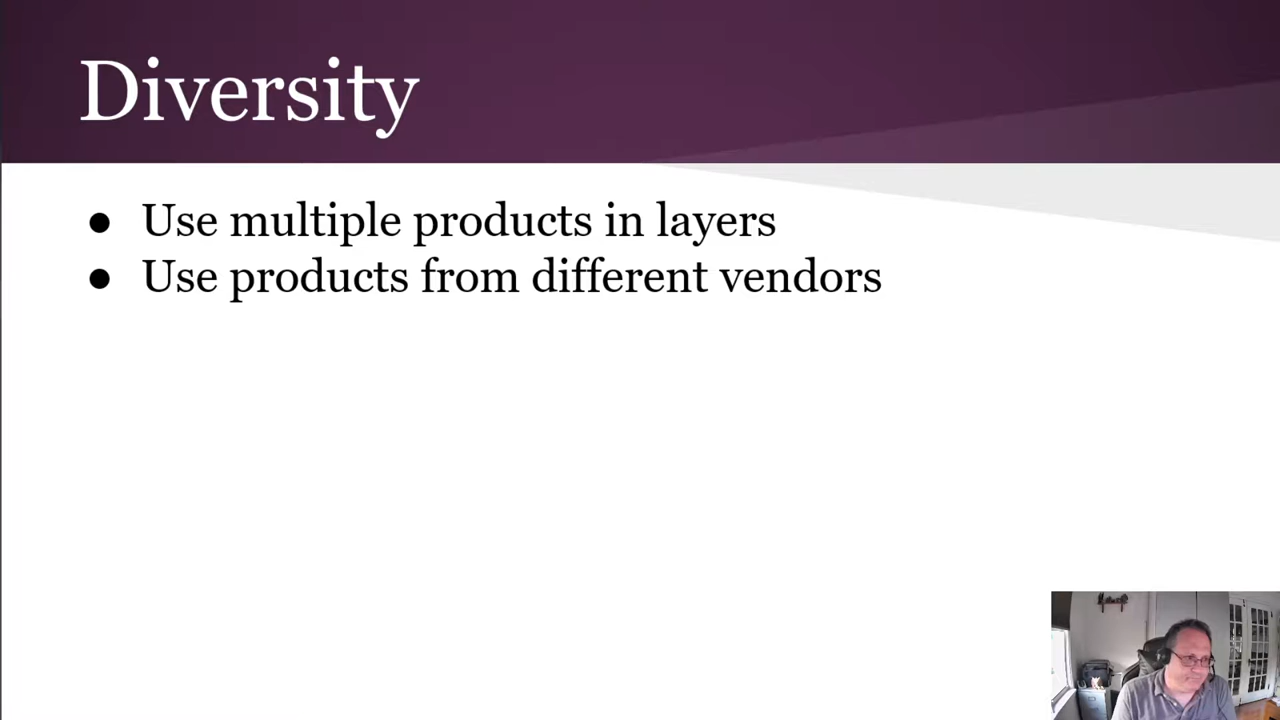 Diversity
● Use multiple products in layers
● Use products from different vendors